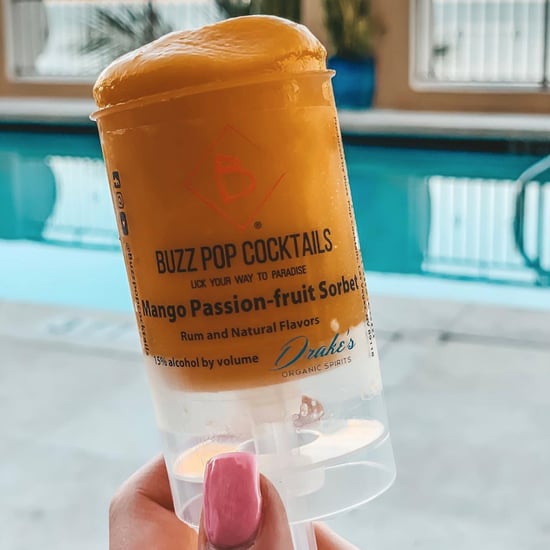 B
®
BUZZ POP COCKTAILS
LICK YOUR WAY TO PARADISE
Mango Passion-fruit Sorbet
Rum and Natural Flavors
15% alcohol by volume
Drake's
ORGANIC SPIRITS